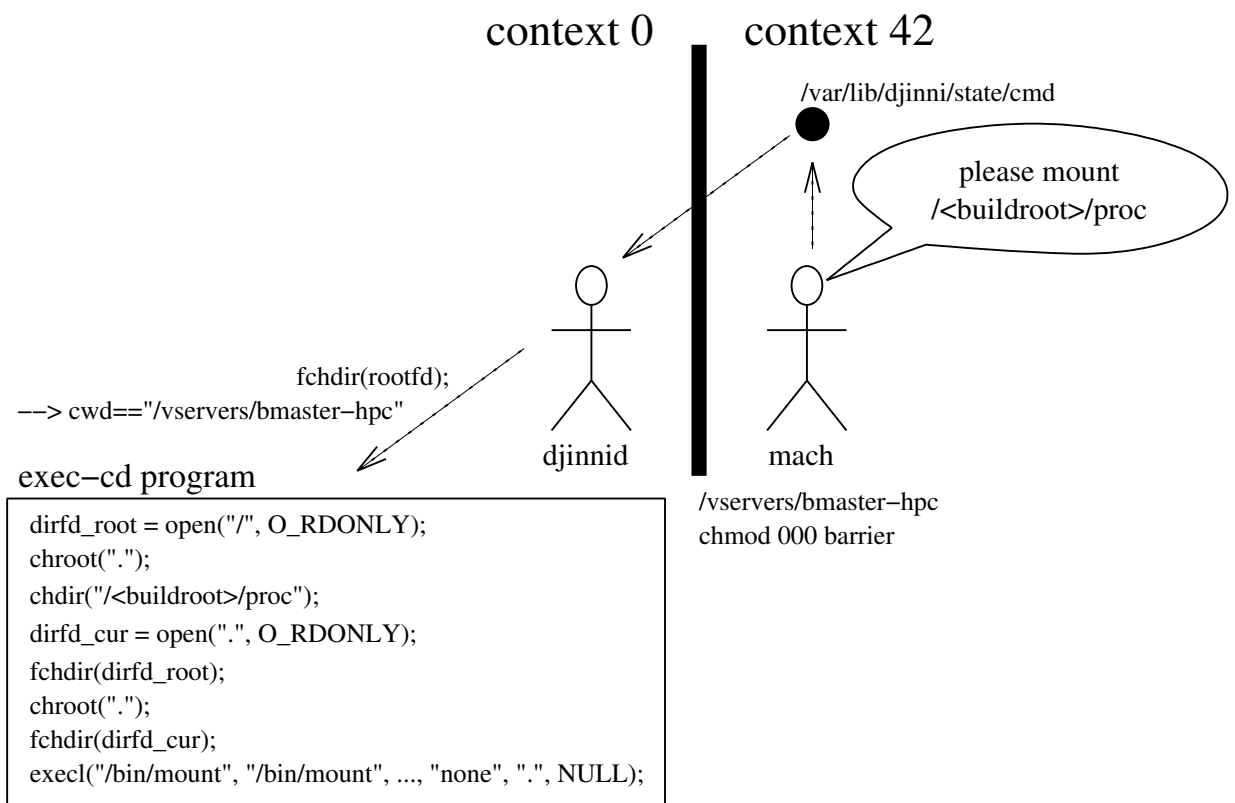 context 0
context 42
/var/lib/djinni/state/cmd
please mount
/<buildroot>/proc
fchdir(rootfd);
−−> cwd=="/vservers/bmaster−hpc"
djinnid
mach
exec−cd program
/vservers/bmaster−hpc
chmod 000 barrier
dirfd_root = open("/", O_RDONLY);
chroot(".");
chdir("/<buildroot>/proc");
dirfd_cur = open(".", O_RDONLY);
fchdir(dirfd_root);
chroot(".");
fchdir(dirfd_cur);
execl("/bin/mount", "/bin/mount", ..., "none", ".", NULL);